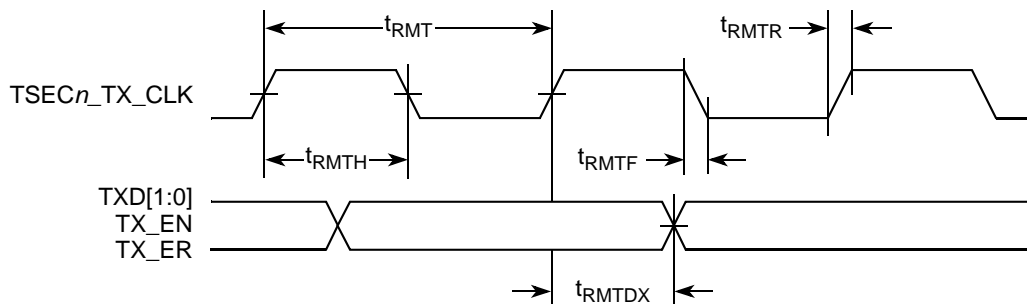 tRMT
tRMTR
TSECn_TX_CLK
tRMTH
tRMTF
TXD[1:0]
TX_EN
TX_ER
tRMTDX